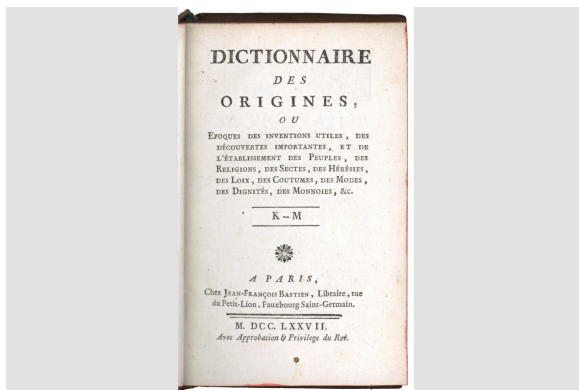 DICTIONNAIRE
DES
ORIGINES,
OU
EPOQUES DES INVENTIONS UTILES, DES
DÉCOUVERTES IMPORTANTES, ET DE
L'ÉTABLISSEMENT DES PEUPLES, DES
RELIGIONS, DES SECTES, DES HÉRÉSIES,
DES LOIX, DES COUTUMES, DES MODES,
DES DIGNITÉS, DES MONNOIES, &c.
K – M
A PARIS,
Chez JEAN-FRANÇOIS BASTIEN, Libraire, rue
du Petit-Lion, Fauxbourg Saint-Germain.
M. DCC. LXXVII.
Avec Approbation & Privilege du Roi.